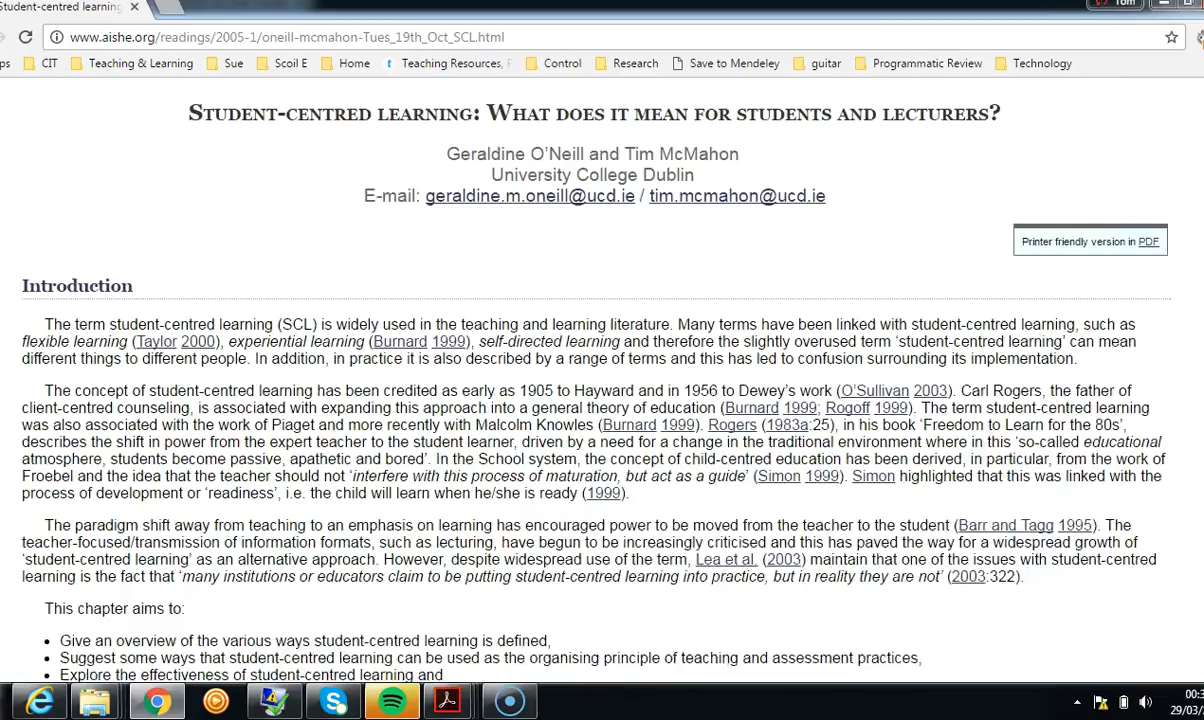 Student-centred learning
Tom
www.aishe.org/readings/2005-1/oneill-mcmahon-Tues_19th_Oct_SCL.html
ps CIT Teaching & Learning Sue Scoil E Home t Teaching Resources, Control Research Save to Mendeley guitar Programmatic Review Technology
STUDENT-CENTRED LEARNING: WHAT DOES IT MEAN FOR STUDENTS AND LECTURERS?
Geraldine O’Neill and Tim McMahon
University College Dublin
E-mail: geraldine.m.oneill@ucd.ie / tim.mcmahon@ucd.ie
Printer friendly version in PDF
Introduction
The term student-centred learning (SCL) is widely used in the teaching and learning literature. Many terms have been linked with student-centred learning, such as
flexible learning (Taylor 2000), experiential learning (Burnard 1999), self-directed learning and therefore the slightly overused term ‘student-centred learning’ can mean
different things to different people. In addition, in practice it is also described by a range of terms and this has led to confusion surrounding its implementation.
The concept of student-centred learning has been credited as early as 1905 to Hayward and in 1956 to Dewey’s work (O’Sullivan 2003). Carl Rogers, the father of
client-centred counseling, is associated with expanding this approach into a general theory of education (Burnard 1999; Rogoff 1999). The term student-centred learning
was also associated with the work of Piaget and more recently with Malcolm Knowles (Burnard 1999). Rogers (1983a:25), in his book ‘Freedom to Learn for the 80s’,
describes the shift in power from the expert teacher to the student learner, driven by a need for a change in the traditional environment where in this ‘so-called educational
atmosphere, students become passive, apathetic and bored’. In the School system, the concept of child-centred education has been derived, in particular, from the work of
Froebel and the idea that the teacher should not ‘interfere with this process of maturation, but act as a guide’ (Simon 1999). Simon highlighted that this was linked with the
process of development or ‘readiness’, i.e. the child will learn when he/she is ready (1999).
The paradigm shift away from teaching to an emphasis on learning has encouraged power to be moved from the teacher to the student (Barr and Tagg 1995). The
teacher-focused/transmission of information formats, such as lecturing, have begun to be increasingly criticised and this has paved the way for a widespread growth of
‘student-centred learning’ as an alternative approach. However, despite widespread use of the term, Lea et al. (2003) maintain that one of the issues with student-centred
learning is the fact that ‘many institutions or educators claim to be putting student-centred learning into practice, but in reality they are not’ (2003:322).
This chapter aims to:
• Give an overview of the various ways student-centred learning is defined,
• Suggest some ways that student-centred learning can be used as the organising principle of teaching and assessment practices,
• Explore the effectiveness of student-centred learning and
00:3
29/03/